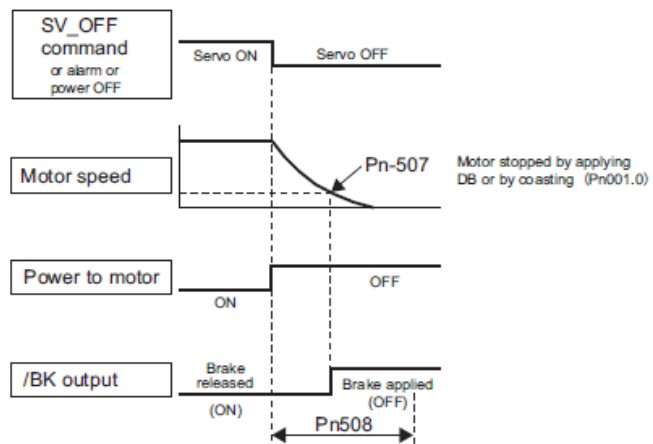 SV_OFF
command
or alarm or
power OFF
Servo ON
Servo OFF
Motor speed
Pn-507
Motor stopped by applying
DB or by coasting (Pn001.0)
Power to motor
ON
OFF
/BK output
Brake
released
(ON)
Brake applied
(OFF)
Pn508